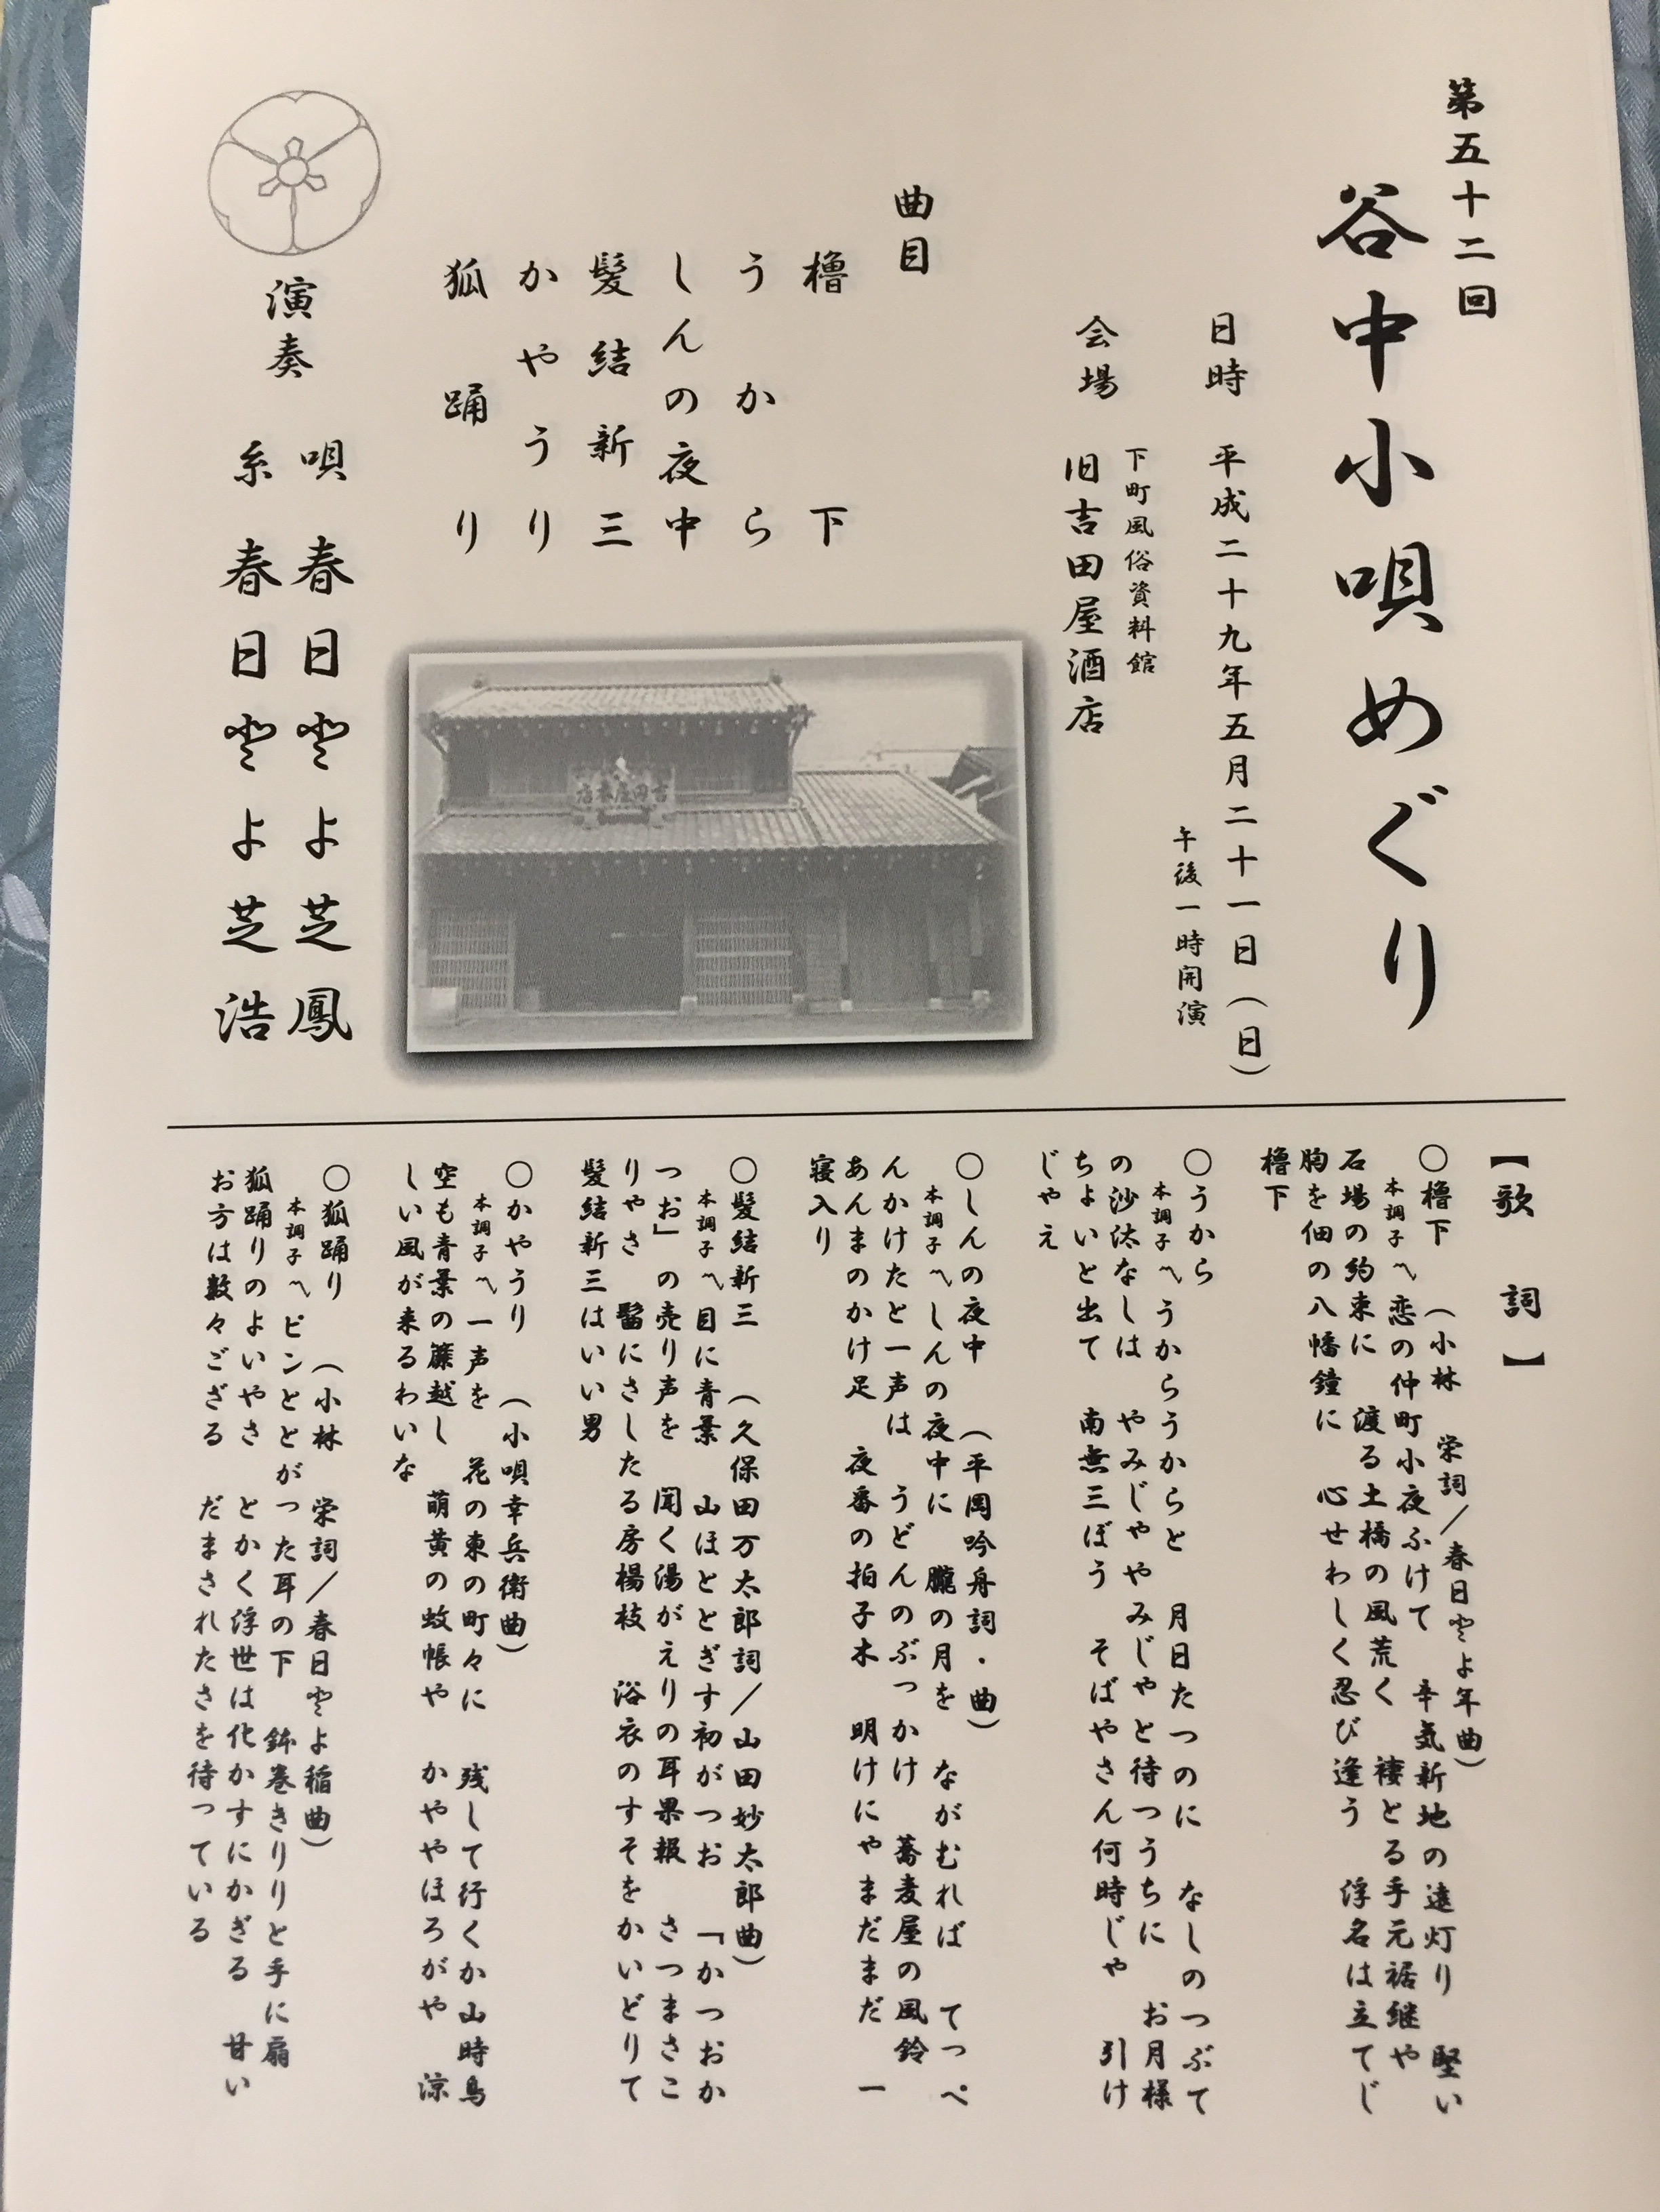 第五十二回
谷中小唄めぐり
日時 平成二十九年五月二十一日（日）
午後一時開演
下町風俗資料館
会場 旧吉田屋酒店
曲目
櫓下
うから
しんの夜中
髪結新三
かやうり
狐踊り
吉田屋本店
演奏 唄 春日とよ芝鳳
糸 春日とよ芝浩
【歌詞】
〇櫓下 （小林 栄詞／春日とよ年曲）
本調子〽恋の仲町小夜ふけて 辛気新地の遠灯り 堅い
石場の約束に 渡る土橋の風荒く 褄とる手元裾継や
胸を佃の八幡鐘に 心せわしく忍び逢う 浮名は立てじ
櫓下
〇うから
本調子〽うからうからと 月日たつのに なしのつぶて
の沙汰なしは やみじゃやみじゃと待つうちに お月様
ちょいと出て 南無三ぼう そばやさん何時じゃ 引け
じゃえ
〇しんの夜中 （平岡吟舟詞・曲）
本調子〽しんの夜中に 朧の月を ながむれば てっぺ
んかけたと一声は うどんのぶっかけ 蕎麦屋の風鈴
あんまのかけ足 夜番の拍子木 明けにやまだまだ 一
寝入り
〇髪結新三 （久保田万太郎詞／山田妙太郎曲）
本調子〽目に青葉 山ほととぎす初がつお 「かつおか
つお」の売り声を 聞く湯がえりの耳果報 さつまさこ
りやさ 髷にさしたる房楊枝 浴衣のすそをかいどりて
髪結新三はいい男
〇かやうり （小唄幸兵衛曲）
本調子〽一声を 花の東の町々に 残して行くか山時鳥
空も青葉の簾越し 萌黄の蚊帳や かややほろがや 涼
しい風が来るわいな
〇狐踊り （小林 栄詞／春日とよ稲曲）
本調子〽ピンととがった耳の下 鉢巻きりりと手に扇
狐踊りのよいやさ とかく浮世は化かすにかぎる 甘い
お方は数々ござる だまされたさを待っている